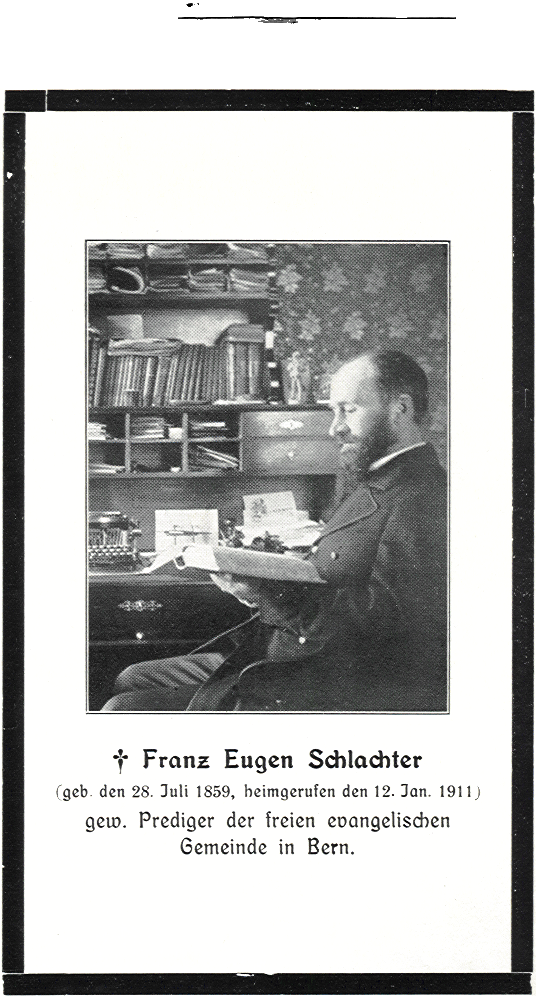 † Franz Eugen Schlachter
(geb. den 28. Juli 1859, heimgerufen den 12. Jan. 1911)
gew. Prediger der freien evangelischen
Gemeinde in Bern.